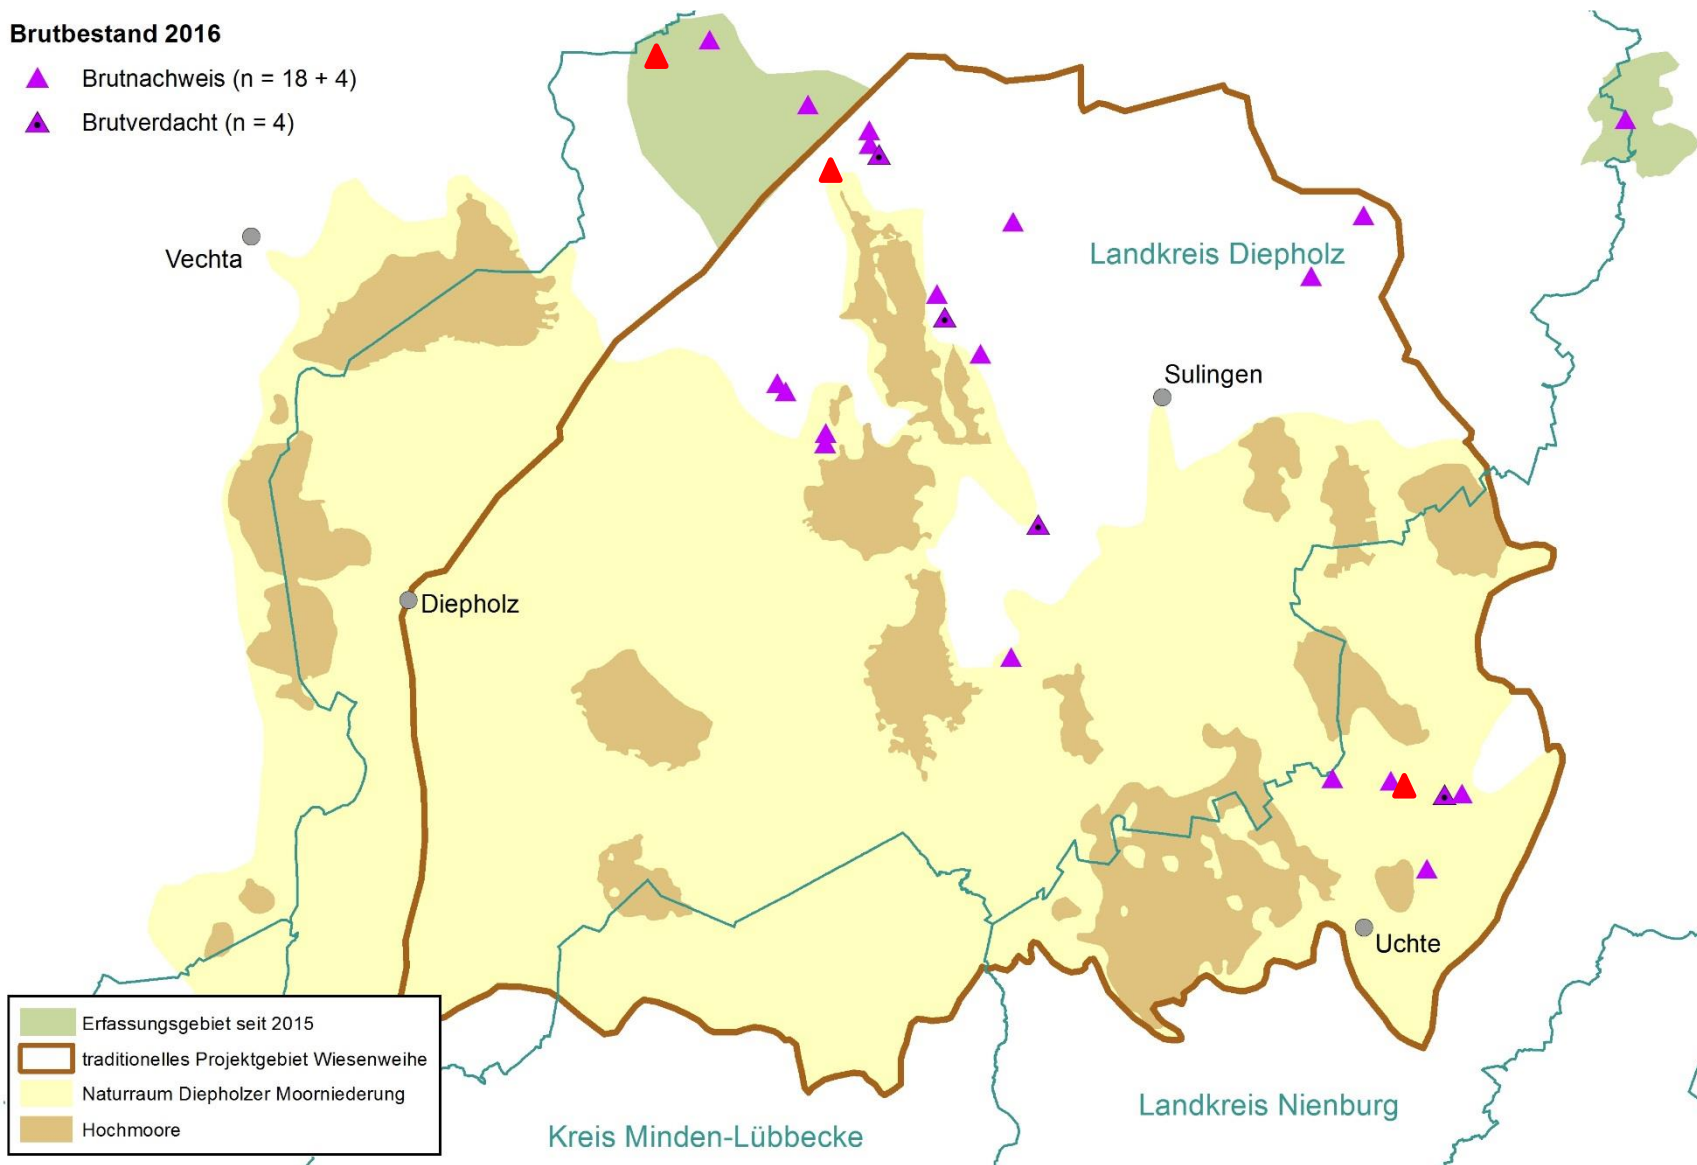 Brutbestand 2016
Brutnachweis (n = 18 + 4)
Brutverdacht (n = 4)
Vechta
Landkreis Diepholz
Sulingen
Diepholz
Uchte
Erfassungsgebiet seit 2015
traditionelles Projektgebiet Wiesenweihe
Naturraum Diepholzer Moorniederung
Hochmoore
Kreis Minden-Lübbecke
Landkreis Nienburg